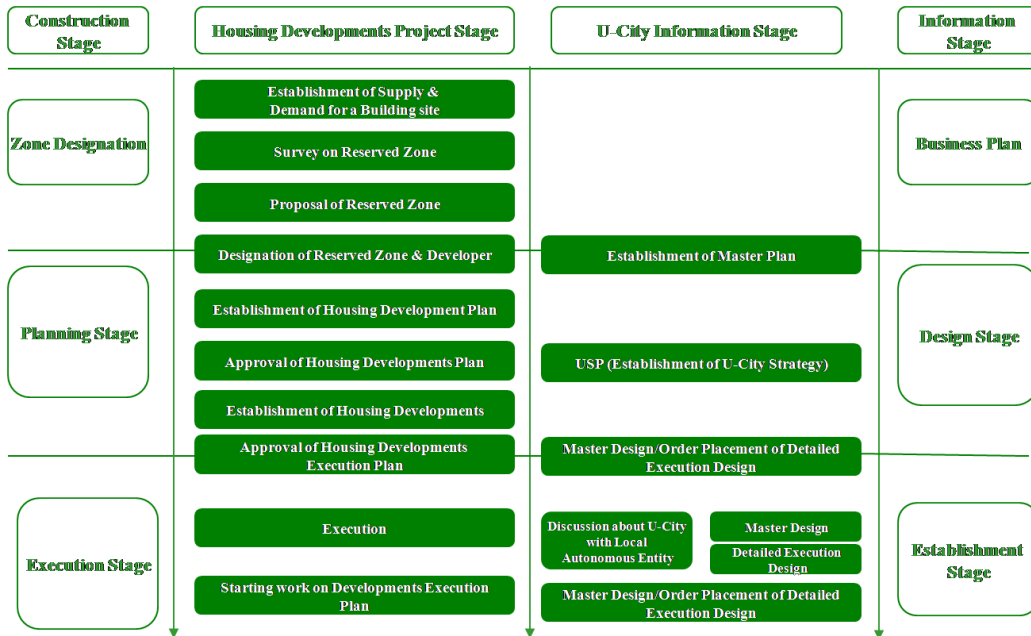 Construction
Stage
Housing Developments Project Stage
U-City Information Stage
Information
Stage
Zone Designation
Establishment of Supply &
Demand for a Building site
Survey on Reserved Zone
Proposal of Reserved Zone
Business Plan
Designation of Reserved Zone & Developer
Establishment of Master Plan
Planning Stage
Establishment of Housing Development Plan
Approval of Housing Developments Plan
USP (Establishment of U-City Strategy)
Design Stage
Establishment of Housing Developments
Approval of Housing Developments
Execution Plan
Master Design/Order Placement of Detailed
Execution Design
Execution Stage
Execution
Discussion about U-City
with Local
Autonomous Entity
Master Design
Detailed Execution
Design
Establishment
Stage
Starting work on Developments Execution
Plan
Master Design/Order Placement of Detailed
Execution Design